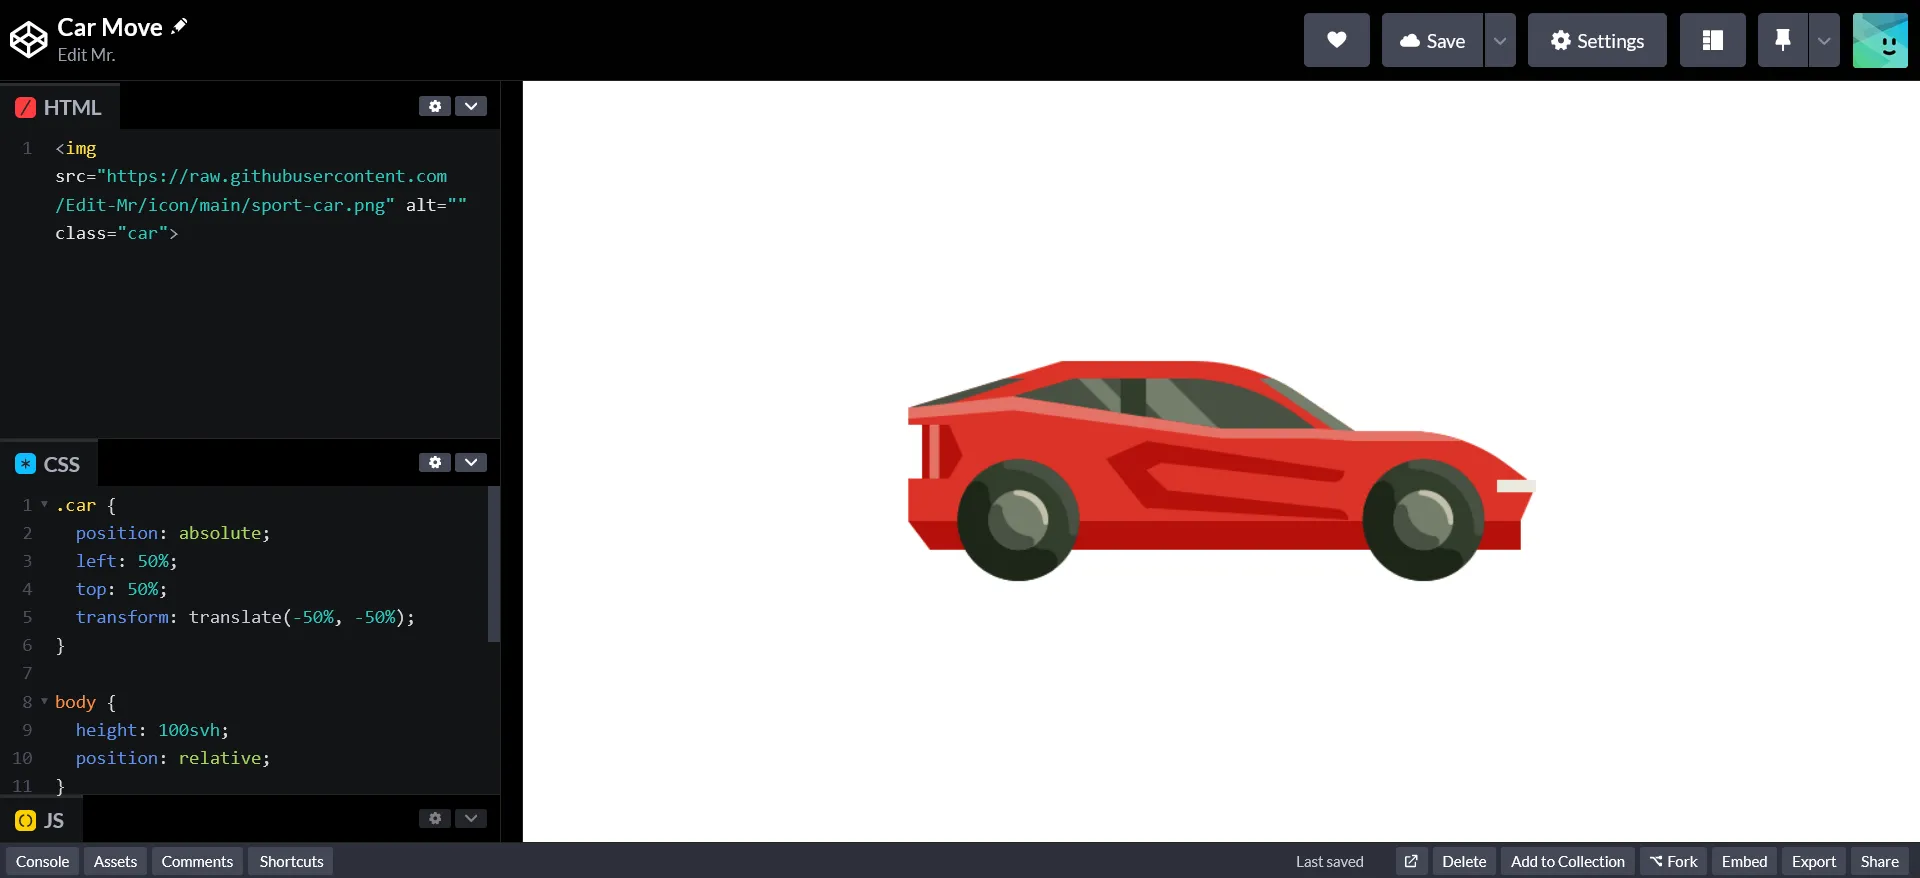 Car Move
Edit Mr.
Save
Settings
HTML
1 <img
src="https://raw.githubusercontent.com
/Edit-Mr/icon/main/sport-car.png" alt=""
class="car">
CSS
1 .car {
2 position: absolute;
3 left: 50%;
4 top: 50%;
5 transform: translate(-50%, -50%);
6 }
7
8 body {
9 height: 100svh;
10 position: relative;
11 }
JS
Console Assets Comments Shortcuts Last saved Delete Add to Collection Fork Embed Export Share